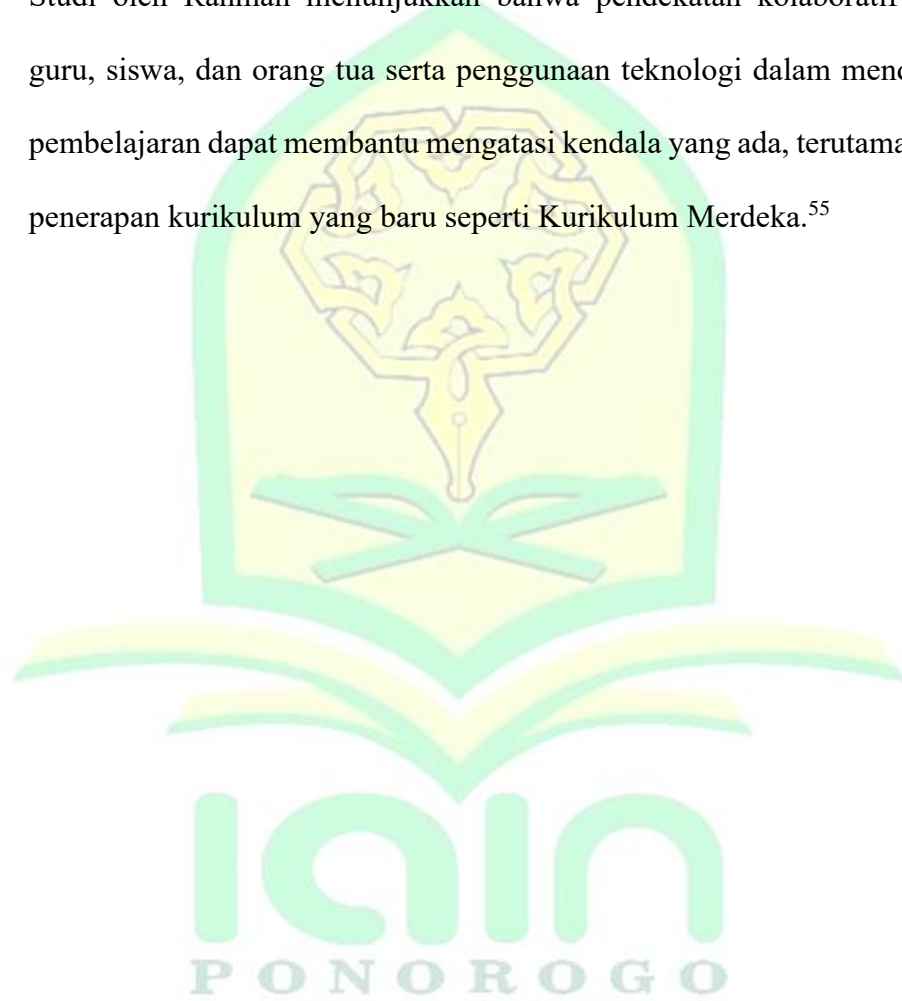 Studi oleh Rahman menunjukkan bahwa pendekatan kolaboratif
guru, siswa, dan orang tua serta penggunaan teknologi dalam
pembelajaran dapat membantu mengatasi kendala yang ada, terutama
penerapan kurikulum yang baru seperti Kurikulum Merdeka.55
iain
PONOROGO